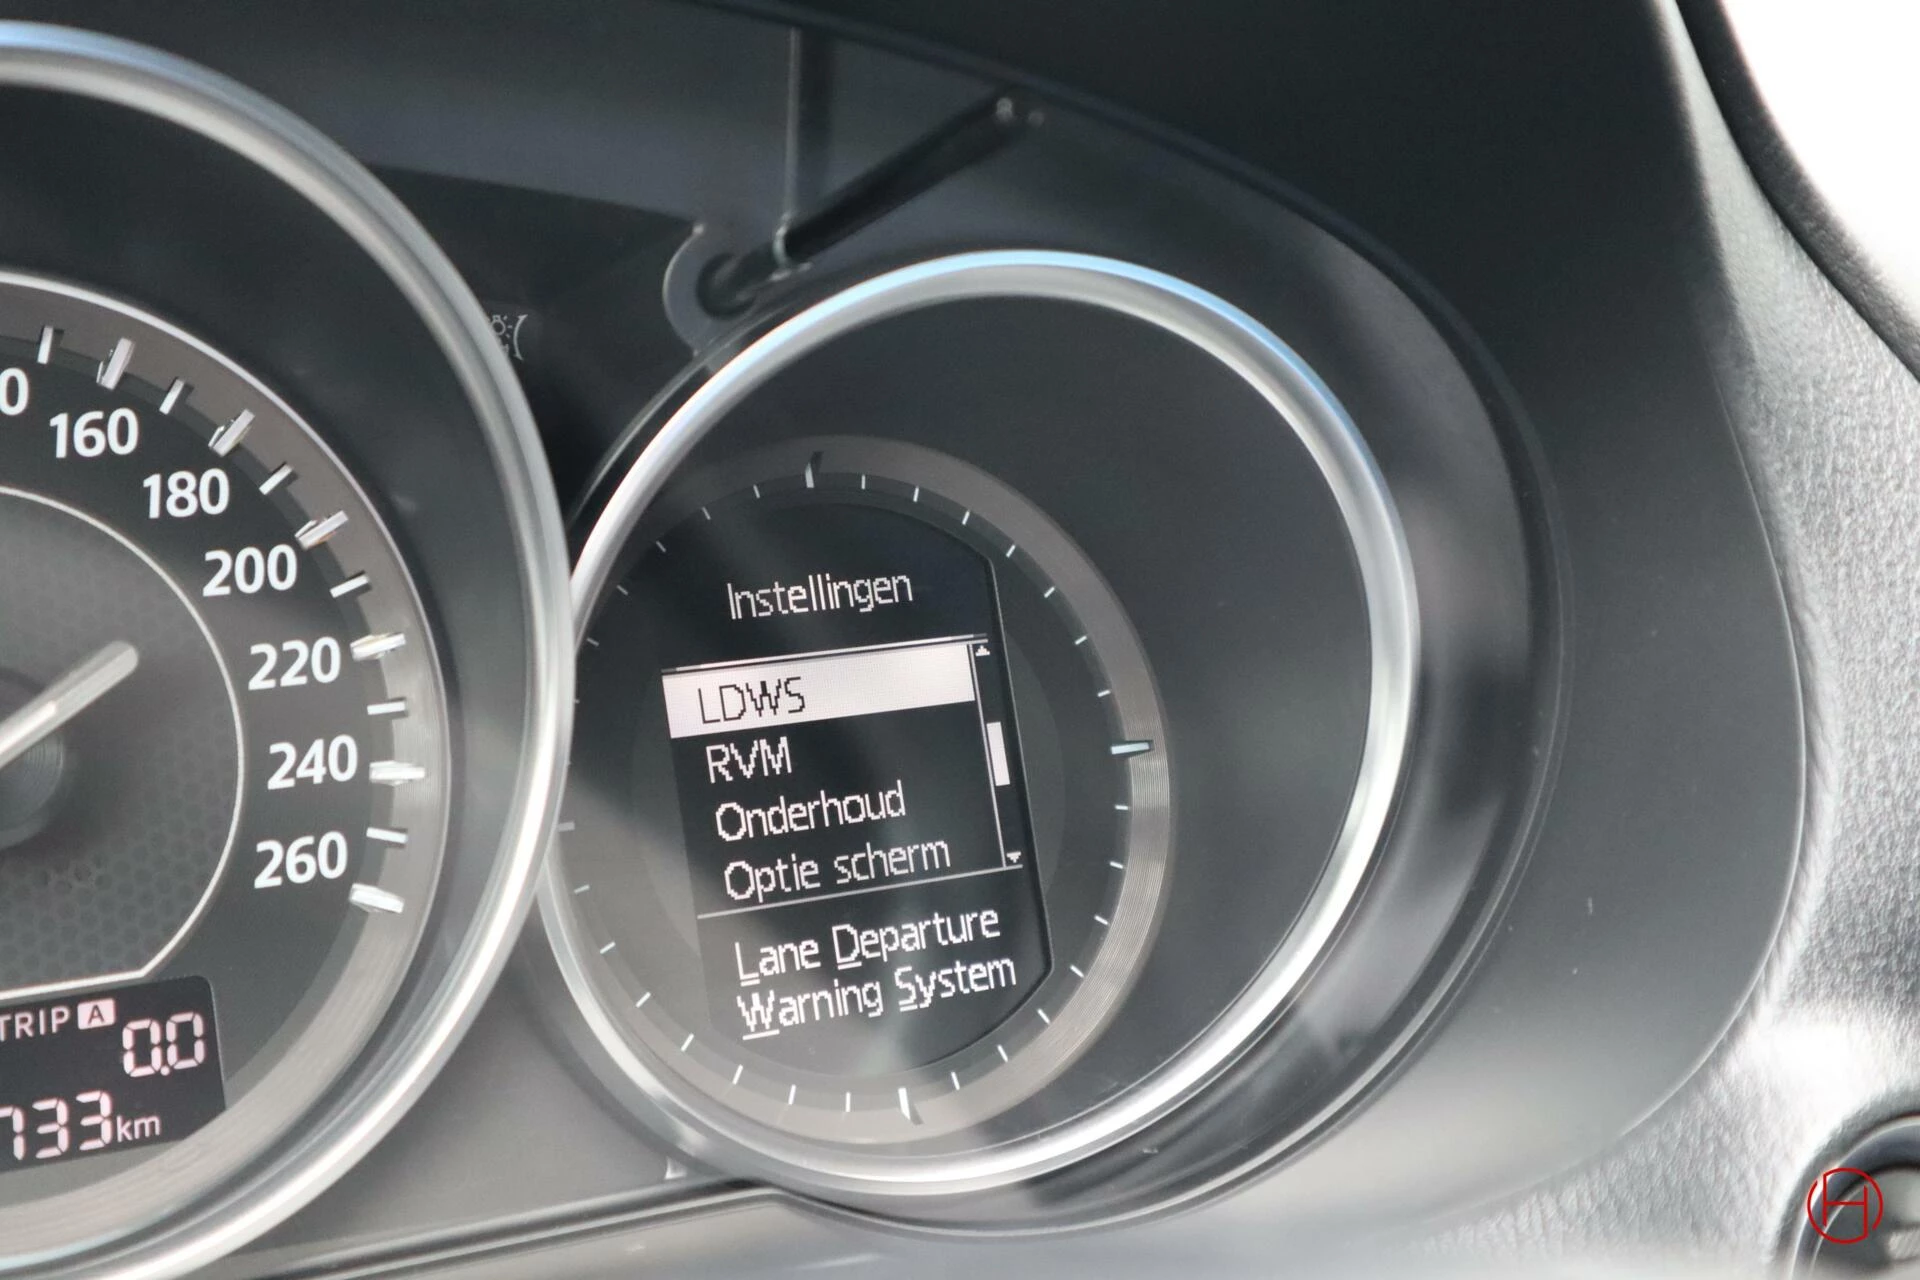 160
180
200
220
240
260
TRIP A
0.0
733km
Instellingen
LDWS
RVM
Onderhoud
Optie scherm
Lane Departure
Warning System